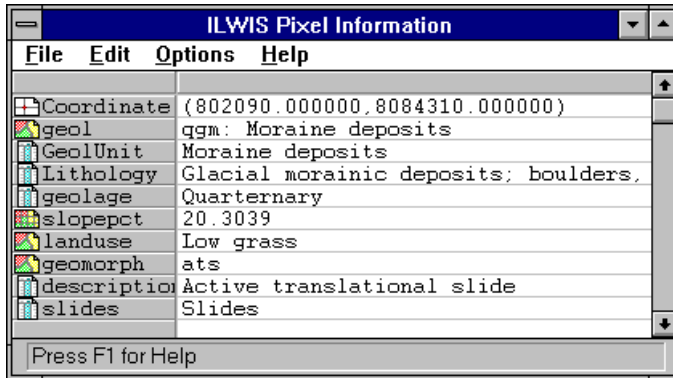 ILWIS Pixel Information
File Edit Options Help
Coordinate (802090.000000,8084310.000000)
geol qgm: Moraine deposits
GeolUnit Moraine deposits
Lithology Glacial morainic deposits; boulders,
geolage Quarternary
slopepct 20.3039
landuse Low grass
geomorph ats
description Active translational slide
slides Slides
Press F1 for Help